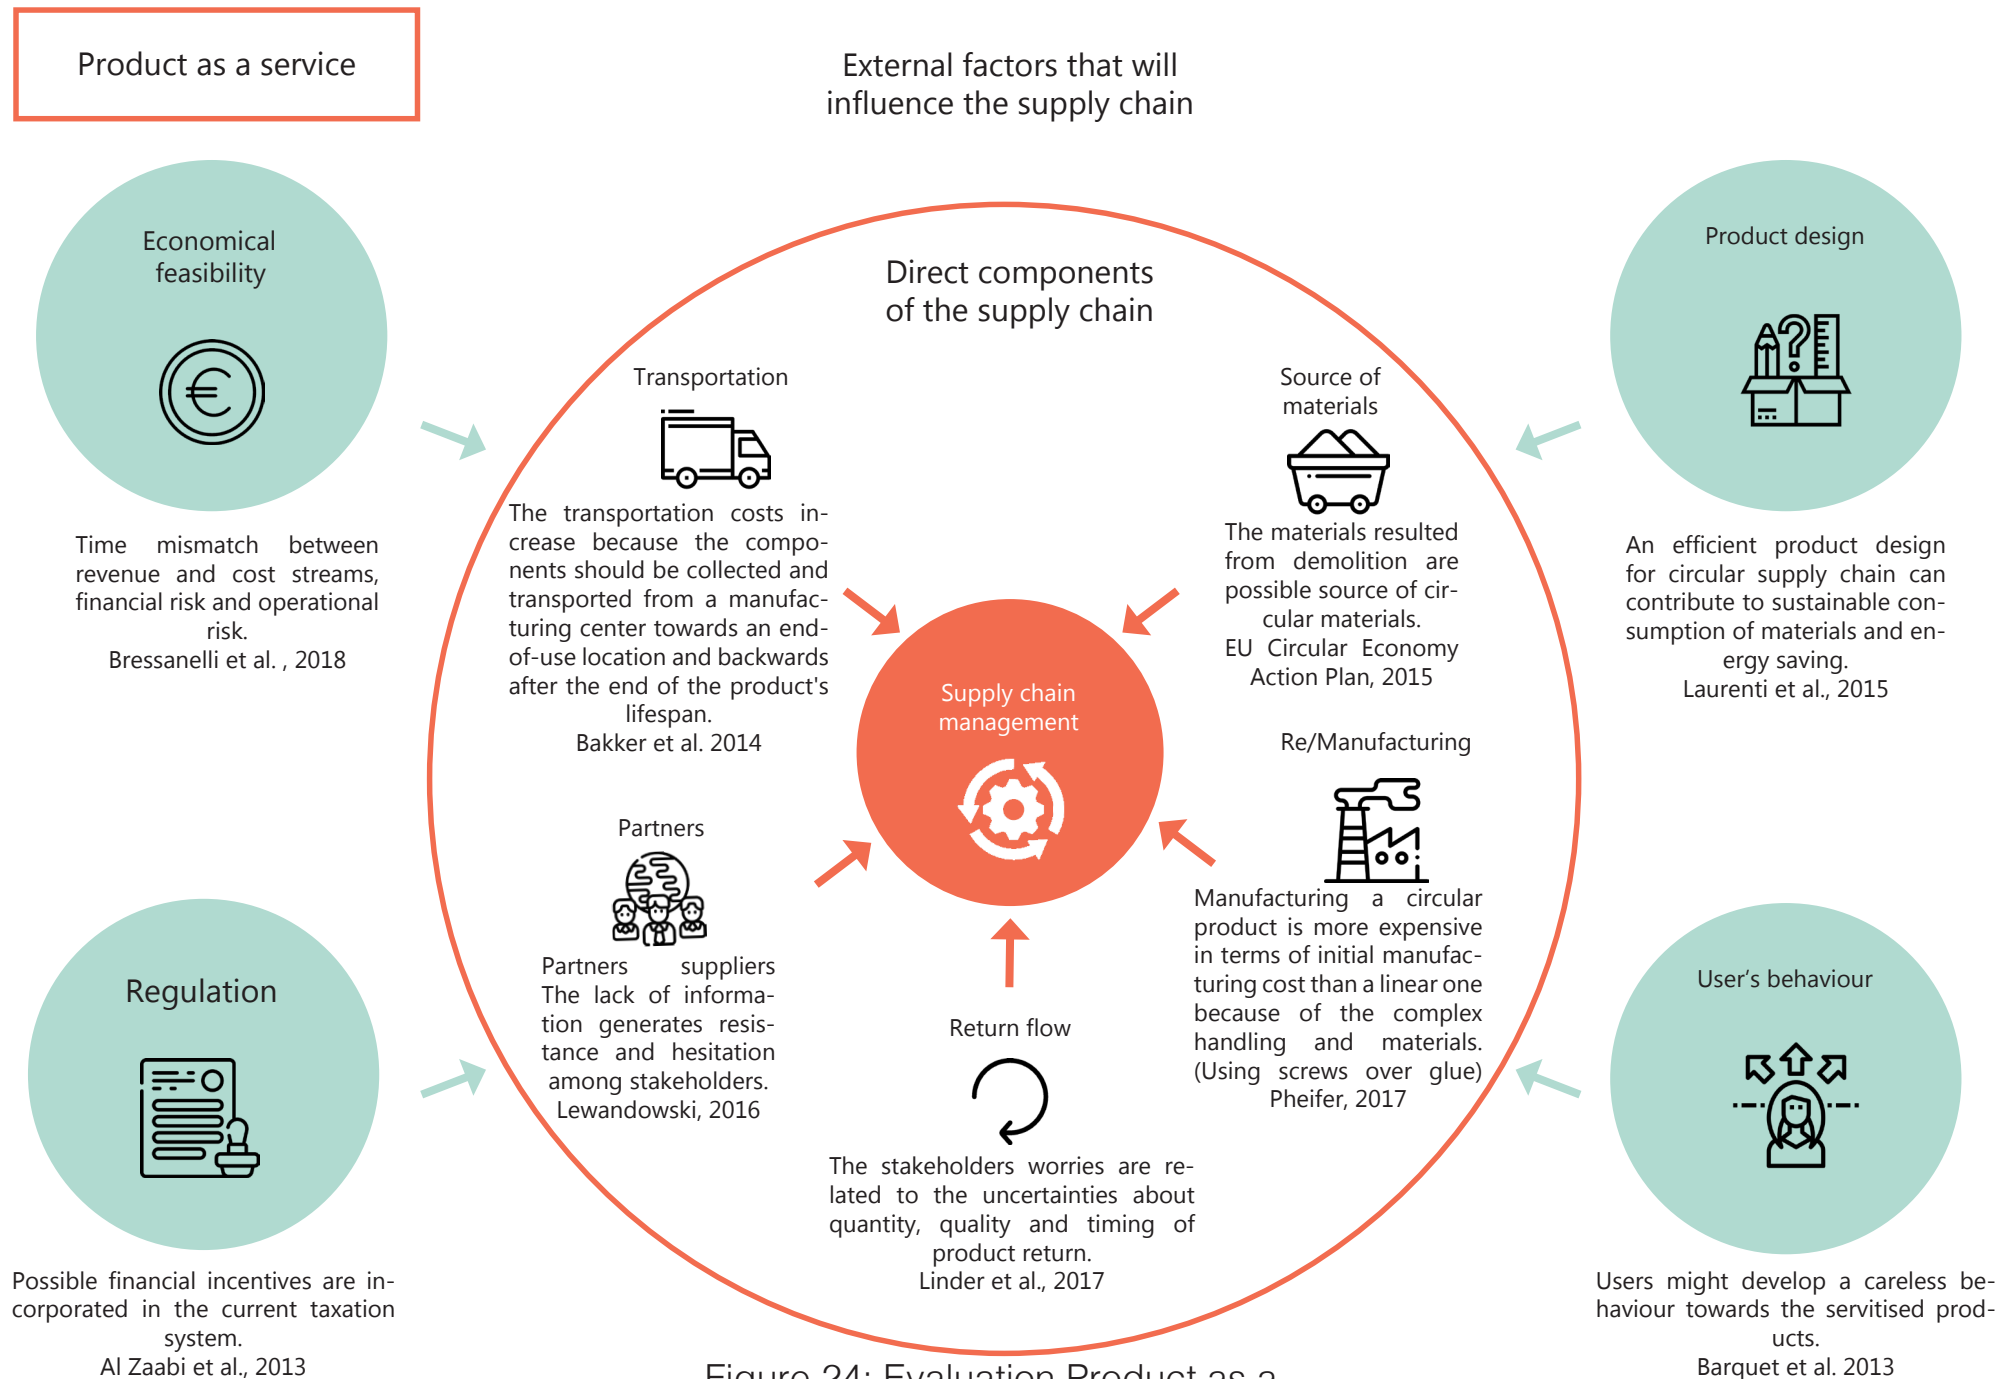 Product as a service
External factors that will
influence the supply chain
Economical
feasibility
Time mismatch between
revenue and cost streams,
financial risk and operational
risk.
Bressanelli et al. , 2018
Regulation
Possible financial incentives are in-
corporated in the current taxation
system.
Al Zaabi et al., 2013
Direct components
of the supply chain
Transportation
The transportation costs in-
crease because the compo-
nents should be collected and
transported from a manufac-
turing center towards an end-
of-use location and backwards
after the end of the product's
lifespan.
Bakker et al. 2014
Partners
Partners suppliers
The lack of informa-
tion generates resis-
tance and hesitation
among stakeholders.
Lewandowski, 2016
Supply chain
management
Return flow
The stakeholders worries are re-
lated to the uncertainties about
quantity, quality and timing of
product return.
Linder et al., 2017
Source of
materials
The materials resulted
from demolition are
possible source of cir-
cular materials.
EU Circular Economy
Action Plan, 2015
Re/Manufacturing
Manufacturing a circular
product is more expensive
in terms of initial manufac-
turing cost than a linear one
because of the complex
handling and materials.
(Using screws over glue)
Pheifer, 2017
Product design
An efficient product design
for circular supply chain can
contribute to sustainable con-
sumption of materials and en-
ergy saving.
Laurenti et al., 2015
User's behaviour
Users might develop a careless be-
haviour towards the servitised prod-
ucts.
Barquet et al. 2013
Figure 24: Evaluation Product as a